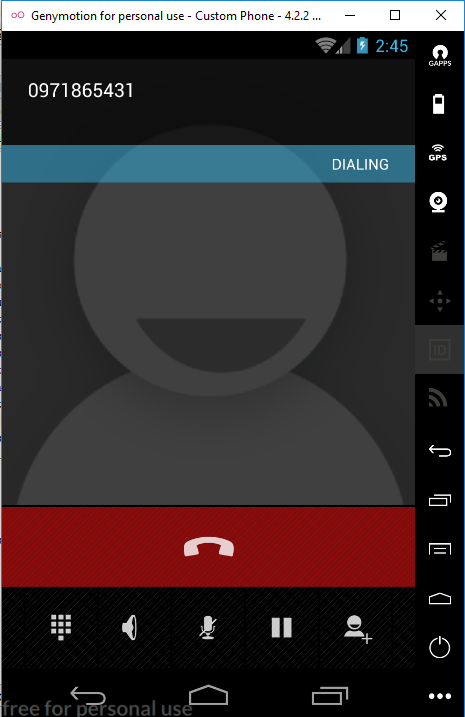 Genymotion for personal use - Custom Phone - 4.2.2 ...
2:45
GAPPS
0971865431
DIALING
GPS
ID
free for personal use